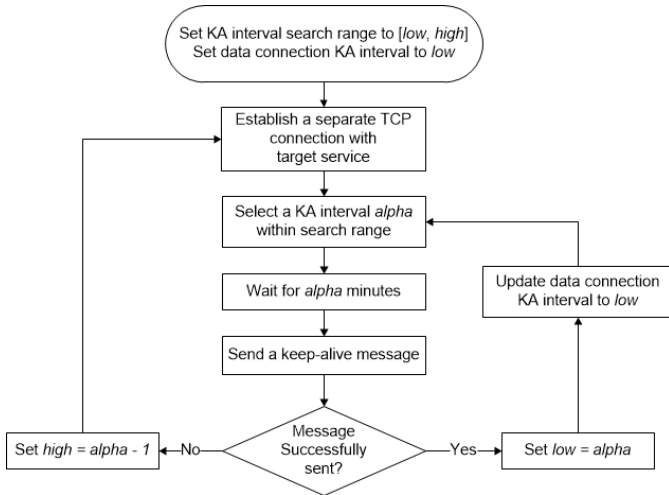 Set KA interval search range to [low, high]
Set data connection KA interval to low
Establish a separate TCP
connection with
target service
Select a KA interval alpha
within search range
Wait for alpha minutes
Update data connection
KA interval to low
Send a keep-alive message
Message
Successfully
sent?
No
Yes
Set high = alpha - 1
Set low = alpha